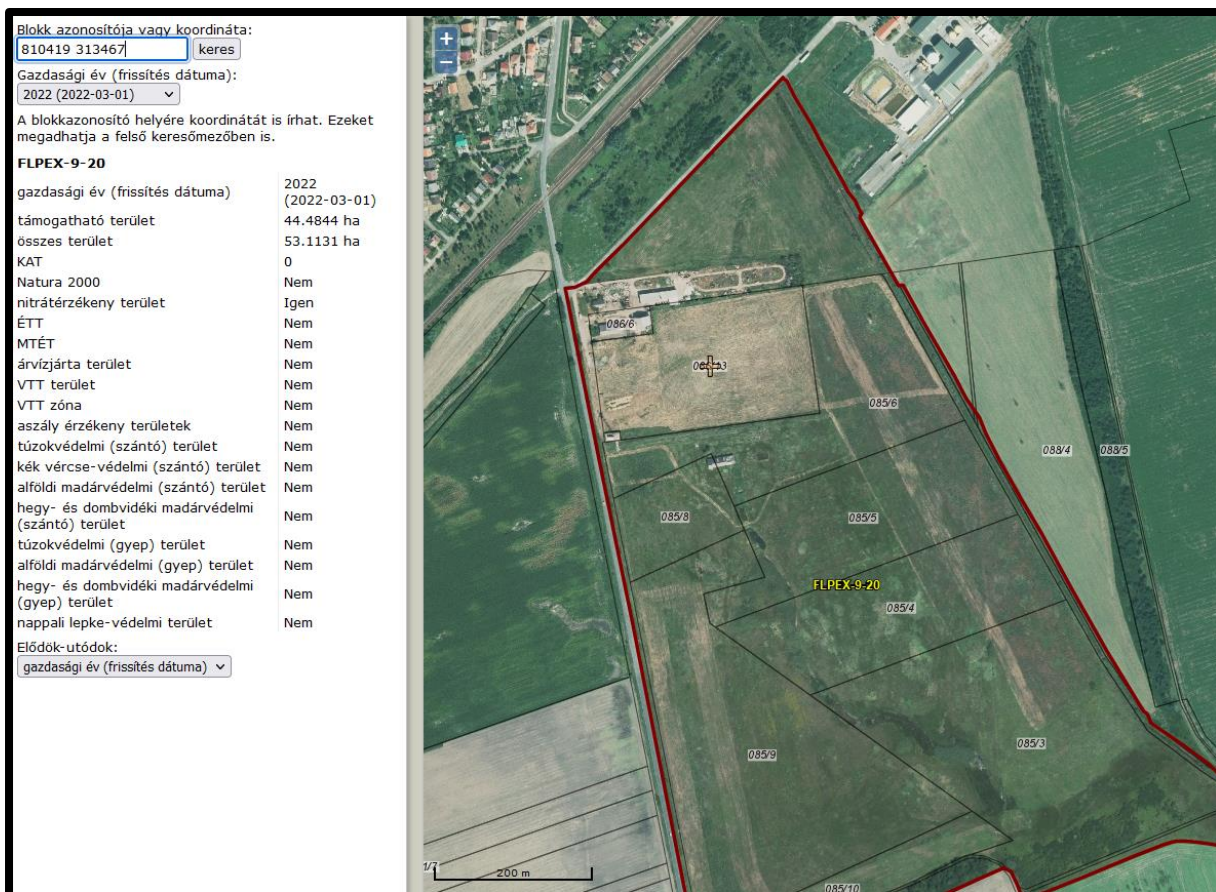 Blokk azonosítója vagy koordináta:
810419 313467
keres
Gazdasági év (frissítés dátuma):
2022 (2022-03-01)
A blokkazonosító helyére koordinátát is írhat. Ezeket
megadhatja a felső keresőmezőben is.
FLPEX-9-20
gazdasági év (frissítés dátuma) 2022
(2022-03-01)
támogatható terület 44.4844 ha
összes terület 53.1131 ha
KAT 0
Natura 2000 Nem
nitrátérzékeny terület Igen
ÉTT Nem
MTÉT Nem
árvízjárta terület Nem
VTT terület Nem
VTT zóna Nem
aszály érzékeny területek Nem
túzokvédelmi (szántó) terület Nem
kék vércse-védelmi (szántó) terület Nem
alföldi madárvédelmi (szántó) terület Nem
hegy- és dombvidéki madárvédelmi
(szántó) terület Nem
túzokvédelmi (gyep) terület Nem
alföldi madárvédelmi (gyep) terület Nem
hegy- és dombvidéki madárvédelmi
(gyep) terület Nem
nappali lepke-védelmi terület Nem
Elődök-utódok:
gazdasági év (frissítés dátuma)
+
−
086/6
085/6
088/4
088/5
085/8
085/5
FLPEX-9-20
085/4
085/3
085/9
200 m
085/10